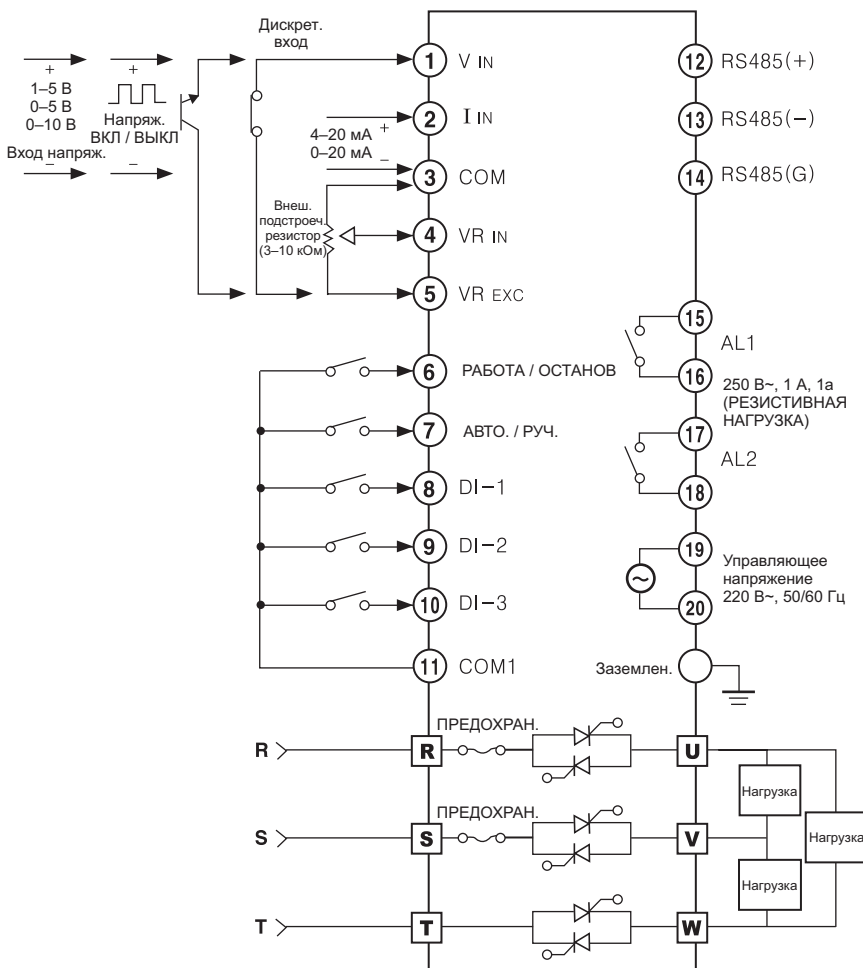 Дискрет.
вход
+
+
1–5 В
0–5 В
0–10 В
Напряж.
ВКЛ / ВЫКЛ
Вход напряж.
–
–
4–20 мА
0–20 мА
+
–
Внеш.
подстроеч.
резистор
(3–10 кОм)
1 V IN
2 I IN
3 COM
4 VR IN
5 VR EXC
6 РАБОТА / ОСТАНОВ
7 АВТО. / РУЧ.
8 DI-1
9 DI-2
10 DI-3
11 COM1
12 RS485(+)
13 RS485(-)
14 RS485(G)
15
AL1
16
250 В~, 1 А, 1a
(РЕЗИСТИВНАЯ
НАГРУЗКА)
17
AL2
18
19
Управляющее
напряжение
220 В~, 50/60 Гц
20
~
Заземлен.
ПРЕДОХРАН.
R R U
Нагрузка
Нагрузка
ПРЕДОХРАН.
S S V
Нагрузка
T T W